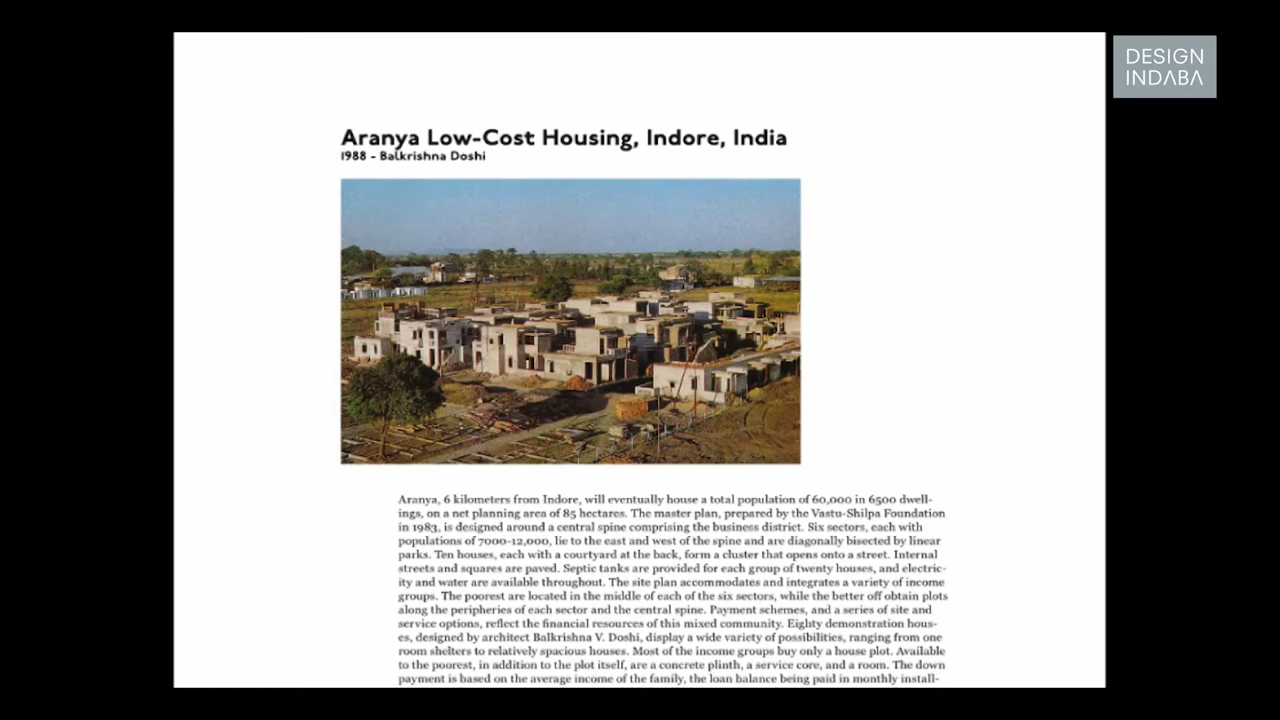 DESIGN
INDABA
Aranya Low-Cost Housing, Indore, India
1988 - Balkrishna Doshi
Aranya, 6 kilometers from Indore, will eventually house a total population of 60,000 in 6500 dwell-
ings, on a net planning area of 85 hectares. The master plan, prepared by the Vastu-Shilpa Foundation
in 1983, is designed around a central spine comprising the business district. Six sectors, each with
populations of 7000-12,000, lie to the east and west of the spine and are diagonally bisected by linear
parks. Ten houses, each with a courtyard at the back, form a cluster that opens onto a street. Internal
streets and squares are paved. Septic tanks are provided for each group of twenty houses, and electric-
ity and water are available throughout. The site plan accommodates and integrates a variety of income
groups. The poorest are located in the middle of each of the six sectors, while the better off obtain plots
along the peripheries of each sector and the central spine. Payment schemes, and a series of site and
service options, reflect the financial resources of this mixed community. Eighty demonstration hous-
es, designed by architect Balkrishna V. Doshi, display a wide variety of possibilities, ranging from one
room shelters to relatively spacious houses. Most of the income groups buy only a house plot. Available
to the poorest, in addition to the plot itself, are a concrete plinth, a service core, and a room. The down
payment is based on the average income of the family, the loan balance being paid in monthly install-